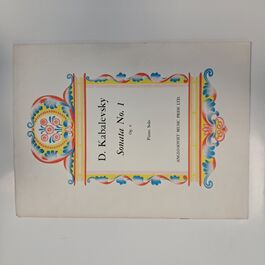 D. Kabalevsky
Sonata No. 1
Op. 6
Piano Solo
ANGLO-SOVIET MUSIC PRESS LTD.